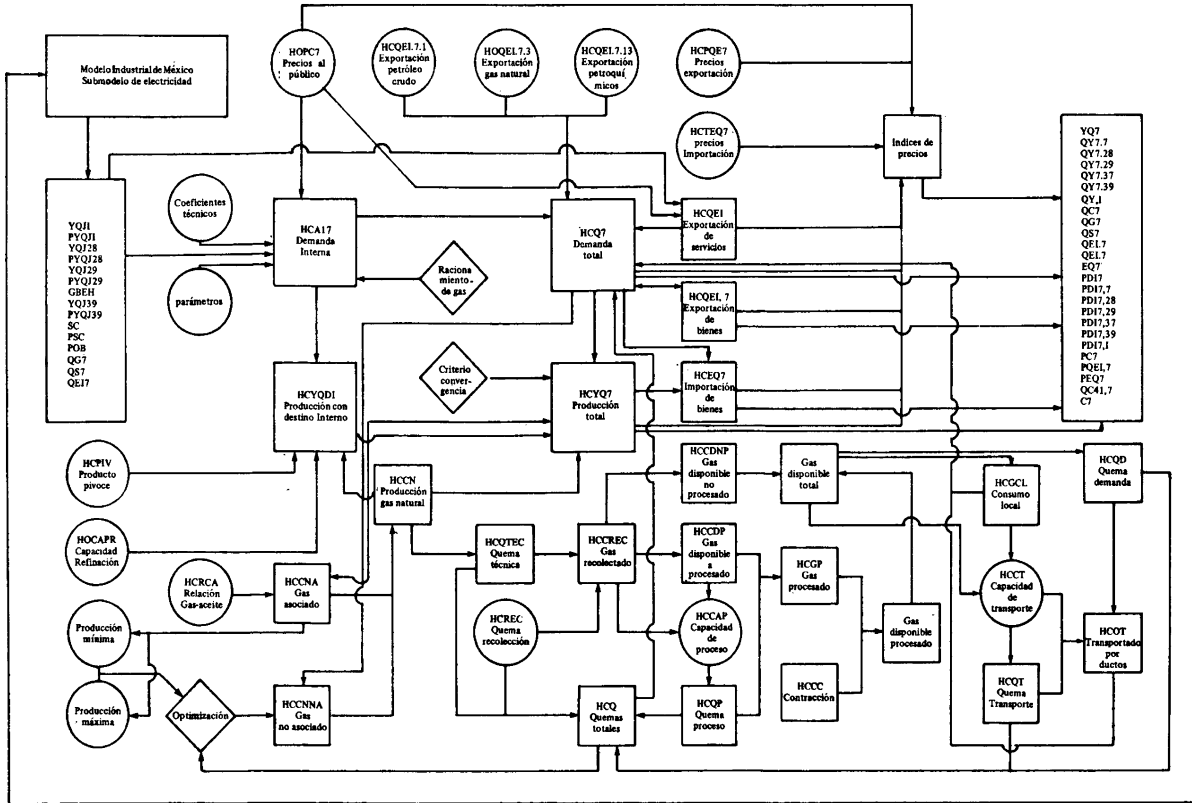 Modelo Industrial de México
Submodelo de electricidad
HOPC7
Precios al
público
HCQEI.7.1
Exportación
petróleo
crudo
HOQEI.7.3
Exportación
gas natural
HCQEI.7.13
Exportación
petroquí
micos
HCPQE7
Precios
exportación
HCTEQ7
precios
Importación
Indices de
precios
YQJ1
PYQJ1
YQJ28
PYQJ28
YQJ29
PYQJ29
GBEH
YQJ39
PYQJ39
SC
PSC
POB
QG7
QS7
QEI7
Coeficientes
técnicos
parámetros
HCA17
Demanda
Interna
Raciona
miento-
de gas
HCQ7
Demanda
total
HCQE1
Exportación
de
servicios
HCQEI, 7
Exportación
de bienes
YQ7
QY7.7
QY7.28
QY7.29
QY7.37
QY7.39
QY,I
QC7
QG7
QS7
QEI.7
QEI.7
EQ7
PDI7
PDI7,7
PDI7,28
PDI7,29
PDI7,37
PDI7,39
PDI7,I
PC7
PQEI,7
PEQ7
QC41,7
C7
HCYQDI
Producción con
destino Interno
Criterio
conver-
gencia
HCYQ7
Producción
total
HCEQ7
Importación
de
bienes
HCPIV
Producto
pivoce
HOCAPR
Capacidad
Refinación
HCCN
Producción
gas natural
HCCDNP
Gas
disponible
no
procesado
Gas
disponible
total
HCGCL
Consumo
local
HCQD
Quema
demanda
HCRCA
Relación
Gas-aceite
HCCNA
Gas
asociado
HCQTEC
Quema
técnica
HCCREC
Gas
recolectado
HCCDP
Gas
disponible
a
procesado
HCGP
Gas
procesado
HCCT
Capacidad
de
transporte
HCREC
Quema
recolección
HCCAP
Capacidad
de
proceso
Gas
disponible
procesado
HCOT
Transportado
por
ductos
Producción
mínima
Producción
máxima
Optimización
HCCNNA
Gas
no asociado
HCQ
Quemas
totales
HCQP
Quema
proceso
HCCC
Contracción
HCQT
Quema
Transporte